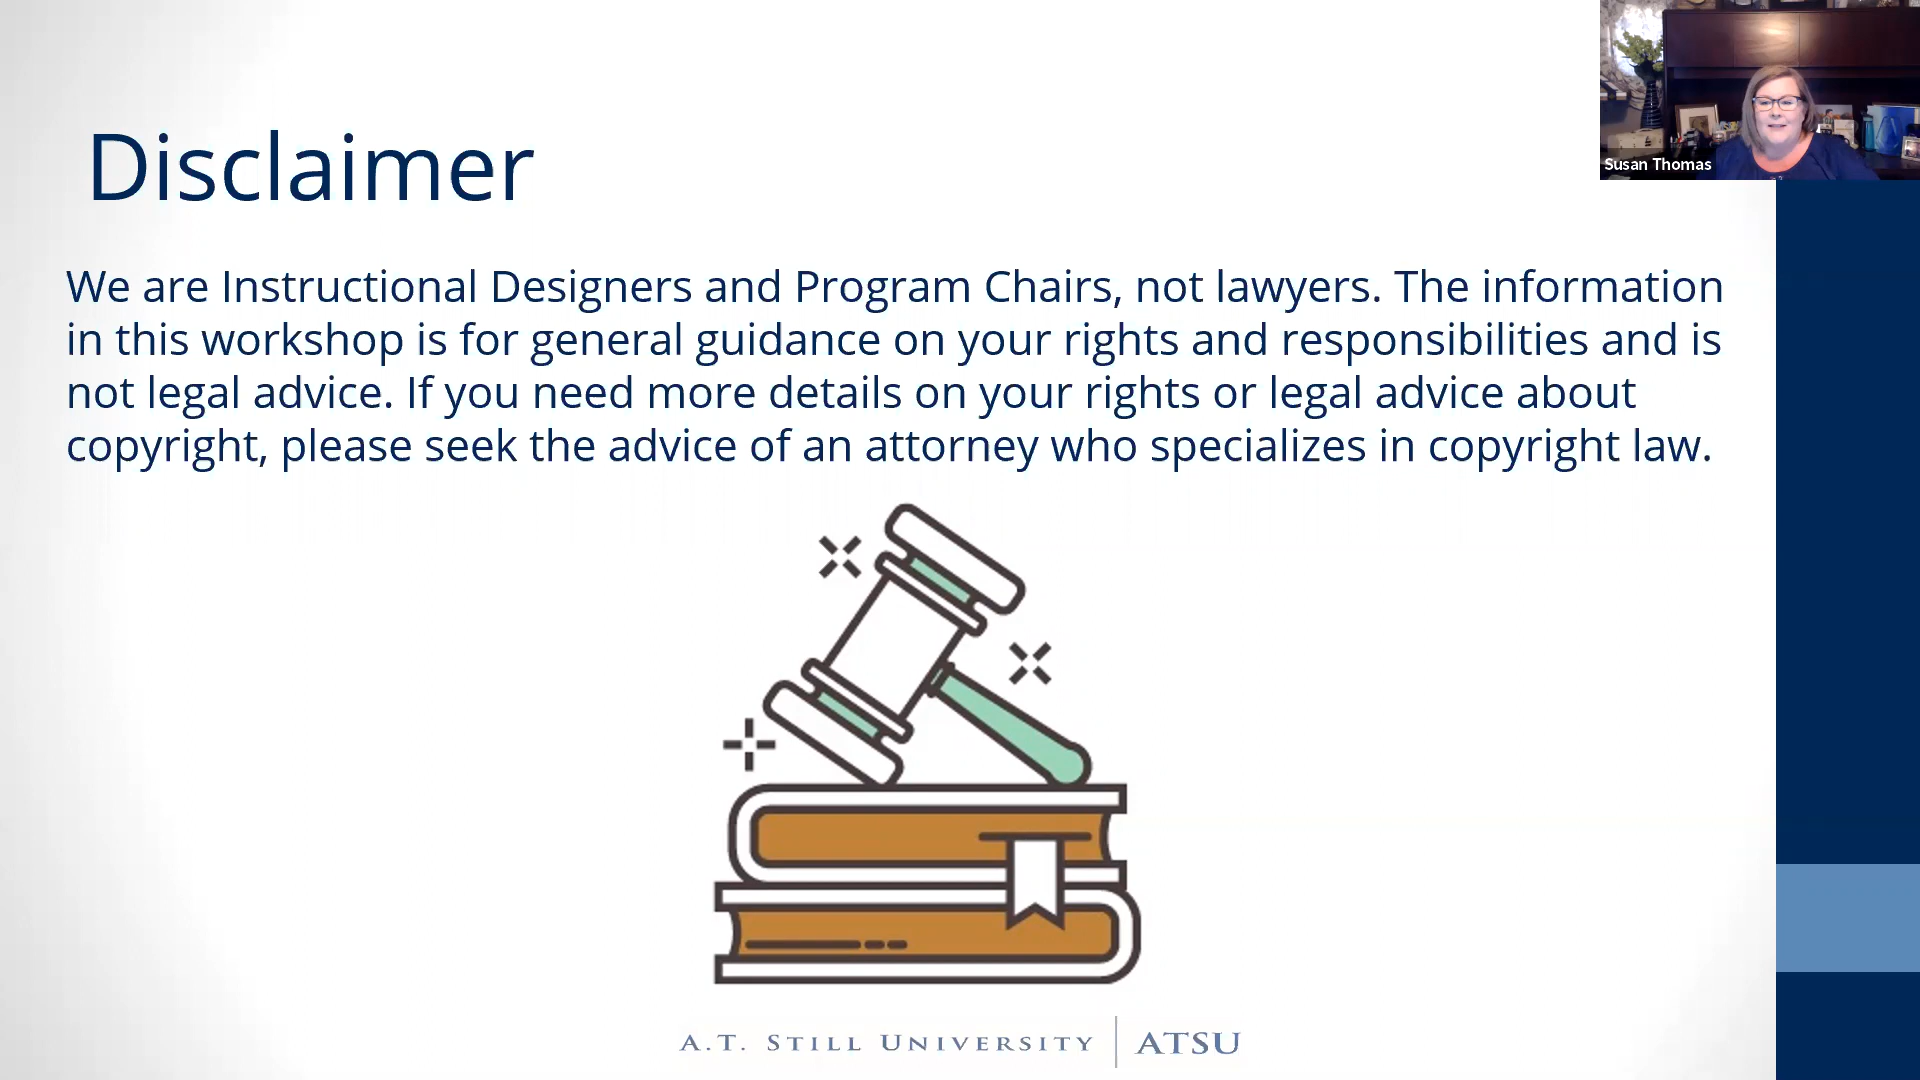 Susan Thomas
Disclaimer
We are Instructional Designers and Program Chairs, not lawyers. The information
in this workshop is for general guidance on your rights and responsibilities and is
not legal advice. If you need more details on your rights or legal advice about
copyright, please seek the advice of an attorney who specializes in copyright law.
A.T. STILL UNIVERSITY | ATSU